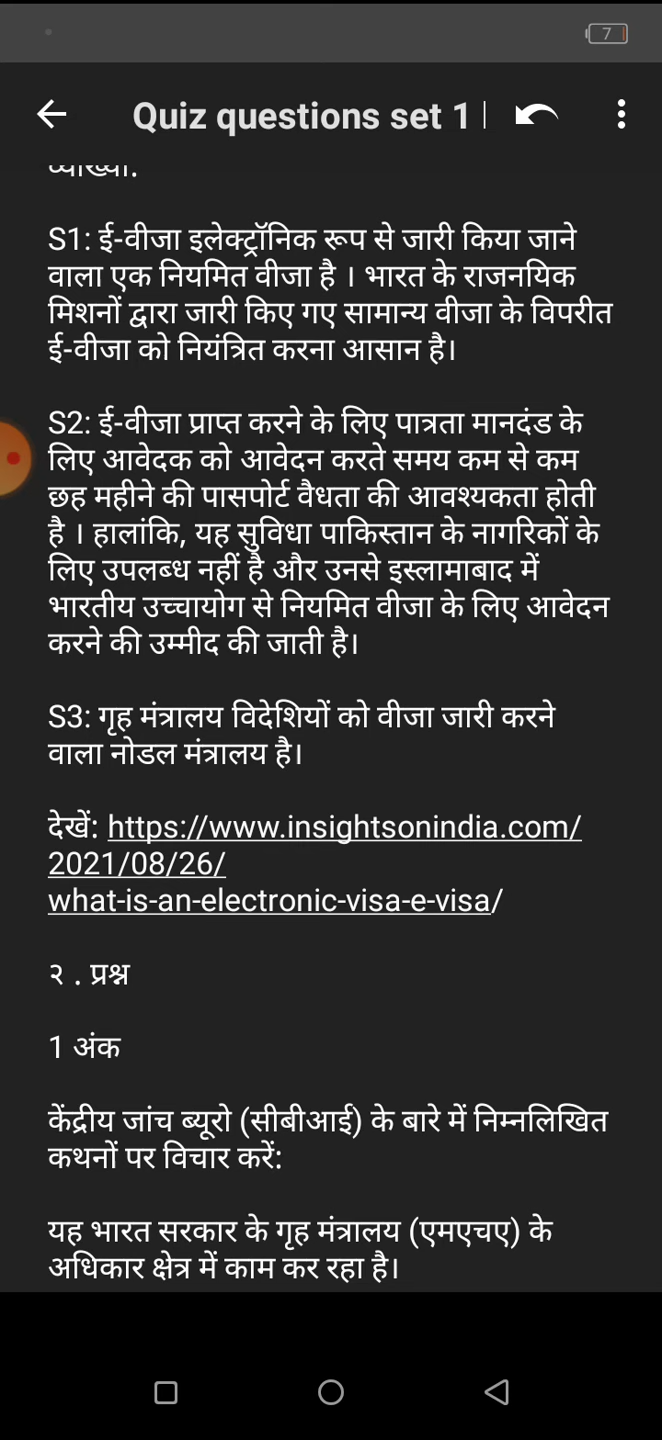 7
Quiz questions set 1
व्याख्या:
S1: ई-वीजा इलेक्ट्रॉनिक रूप से जारी किया जाने
वाला एक नियमित वीजा है । भारत के राजनयिक
मिशनों द्वारा जारी किए गए सामान्य वीजा के विपरीत
ई-वीजा को नियंत्रित करना आसान है।
S2: ई-वीजा प्राप्त करने के लिए पात्रता मानदंड के
लिए आवेदक को आवेदन करते समय कम से कम
छह महीने की पासपोर्ट वैधता की आवश्यकता होती
है । हालांकि, यह सुविधा पाकिस्तान के नागरिकों के
लिए उपलब्ध नहीं है और उनसे इस्लामाबाद में
भारतीय उच्चायोग से नियमित वीजा के लिए आवेदन
करने की उम्मीद की जाती है।
S3: गृह मंत्रालय विदेशियों को वीजा जारी करने
वाला नोडल मंत्रालय है।
देखें: https://www.insightsonindia.com/
2021/08/26/
what-is-an-electronic-visa-e-visa/
२ . प्रश्न
1 अंक
केंद्रीय जांच ब्यूरो (सीबीआई) के बारे में निम्नलिखित
कथनों पर विचार करें:
यह भारत सरकार के गृह मंत्रालय (एमएचए) के
अधिकार क्षेत्र में काम कर रहा है।